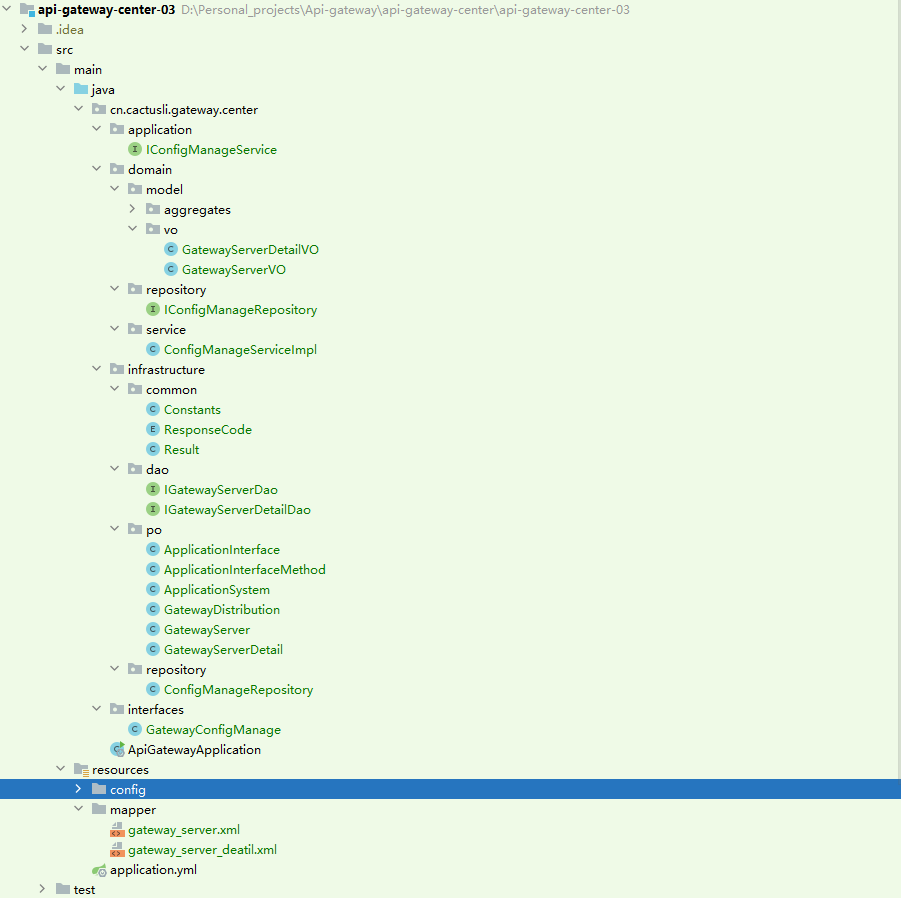 api-gateway-center-03 D:\Personal_projects\Api-gateway\api-gateway-center\api-gateway-center-03
.idea
src
main
java
cn.cactusli.gateway.center
application
I IConfigManageService
domain
model
aggregates
vo
C GatewayServerDetailVO
C GatewayServerVO
repository
I IConfigManageRepository
service
C ConfigManageServiceImpl
infrastructure
common
C Constants
E ResponseCode
C Result
dao
I IGatewayServerDao
I IGatewayServerDetailDao
po
C ApplicationInterface
C ApplicationInterfaceMethod
C ApplicationSystem
C GatewayDistribution
C GatewayServer
C GatewayServerDetail
repository
C ConfigManageRepository
interfaces
C GatewayConfigManage
C ApiGatewayApplication
resources
config
mapper
gateway_server.xml
gateway_server_deatil.xml
application.yml
test